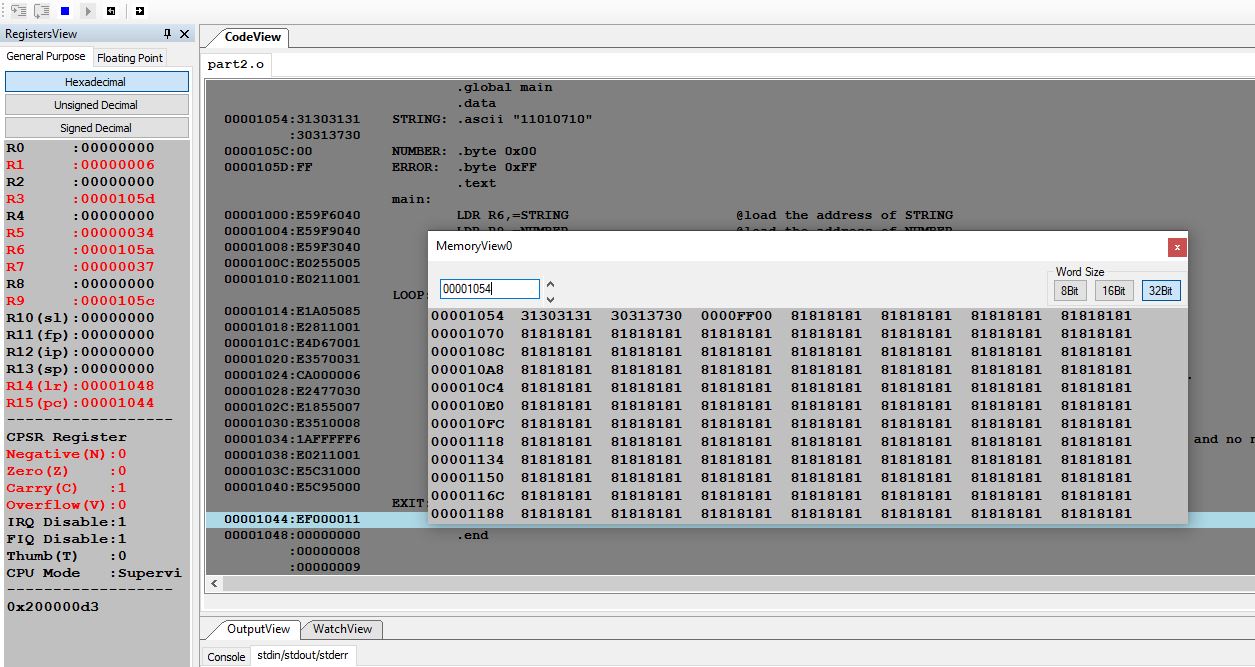 RegistersView
General Purpose Floating Point
Hexadecimal
Unsigned Decimal
Signed Decimal
R0 :00000000
R1 :00000006
R2 :00000000
R3 :0000105d
R4 :00000000
R5 :00000034
R6 :0000105a
R7 :00000037
R8 :00000000
R9 :0000105c
R10(sl):00000000
R11(fp):00000000
R12(ip):00000000
R13(sp):00000000
R14(lr):00001048
R15(pc):00001044
------------------
CPSR Register
Negative(N):0
Zero(Z) :0
Carry(C) :1
Overflow(V):0
IRQ Disable:1
FIQ Disable:1
Thumb(T) :0
CPU Mode :Supervi
------------------
0x200000d3
CodeView
part2.o
.global main
.data
00001054:31303131 STRING: .ascii "11010710"
:30313730
0000105C:00 NUMBER: .byte 0x00
0000105D:FF ERROR: .byte 0xFF
.text
main:
00001000:E59F6040 LDR R6,=STRING @load the address of STRING
00001004:E59F9040 LDR R9,=NUMBER @load the address of NUMBER
00001008:E59F3040
0000100C:E0255005
00001010:E0211001
LOOP:
00001014:E1A05085
00001018:E2811001
0000101C:E4D67001
00001020:E3570031
00001024:CA000006
00001028:E2477030
0000102C:E1855007
00001030:E3510008
00001034:1AFFFFF6 and no n
00001038:E0211001
0000103C:E5C31000
00001040:E5C95000
EXIT:
00001044:EF000011
00001048:00000000 .end
:00000008
:00000009
MemoryView0
x
00001054
Word Size
8Bit 16Bit 32Bit
00001054 31303131 30313730 0000FF00 81818181 81818181 81818181 81818181
00001070 81818181 81818181 81818181 81818181 81818181 81818181 81818181
0000108C 81818181 81818181 81818181 81818181 81818181 81818181 81818181
000010A8 81818181 81818181 81818181 81818181 81818181 81818181 81818181
000010C4 81818181 81818181 81818181 81818181 81818181 81818181 81818181
000010E0 81818181 81818181 81818181 81818181 81818181 81818181 81818181
000010FC 81818181 81818181 81818181 81818181 81818181 81818181 81818181
00001118 81818181 81818181 81818181 81818181 81818181 81818181 81818181
00001134 81818181 81818181 81818181 81818181 81818181 81818181 81818181
00001150 81818181 81818181 81818181 81818181 81818181 81818181 81818181
0000116C 81818181 81818181 81818181 81818181 81818181 81818181 81818181
00001188 81818181 81818181 81818181 81818181 81818181 81818181 81818181
OutputView WatchView
Console stdin/stdout/stderr